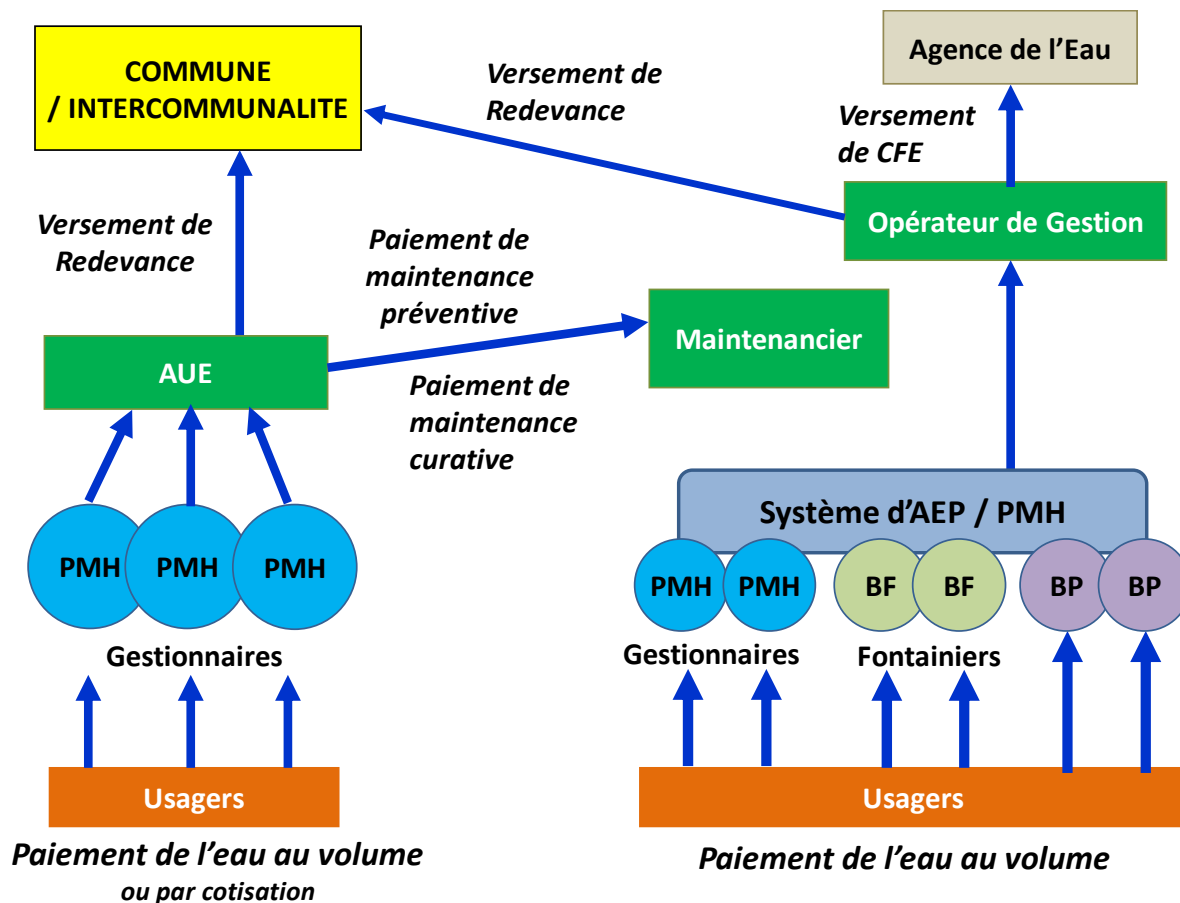 COMMUNE
/ INTERCOMMUNALITE
Versement de
Redevance
Agence de l'Eau
Versement
de CFE
Opérateur de Gestion
Versement de
Redevance
Paiement de
maintenance
préventive
Maintenancier
AUE
Paiement de
maintenance
curative
Système d'AEP / PMH
PMH
PMH
PMH
PMH
PMH
BF
BF
BP
BP
Gestionnaires
Gestionnaires
Fontainiers
Usagers
Usagers
Paiement de l'eau au volume
ou par cotisation
Paiement de l'eau au volume